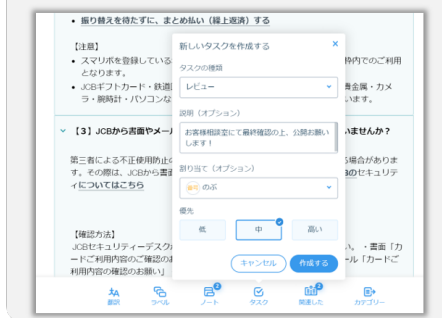 振り替えを待たずに、まとめ払い（繰上返済）する
【注意】
スマリボを登録している
枠内でのご利用
となります。
JCBギフトカード・鉄道
貴金属・カメ
ラ・腕時計・パソコンな
います。
【3】JCBから書面やメー
いませんか？
第三者による不正使用防止の
場合がありま
す。その際は、JCBから書
のセキュリテ
ィについてはこちら
【確認方法】
JCBセキュリティーデスクか
い。・書面「カ
ードご利用内容のご確認のお
ール「カードご
利用内容の確認のお願い」
新しいタスクを作成する
×
タスクの種類
レビュー
説明（オプション）
お客様相談室にて最終確認の上、公開お願い
します！
割り当て（オプション）
のぶ
優先
低
中
高い
キャンセル
作成する
翻訳
ラベル
ノート
タスク
関連した
カテゴリー